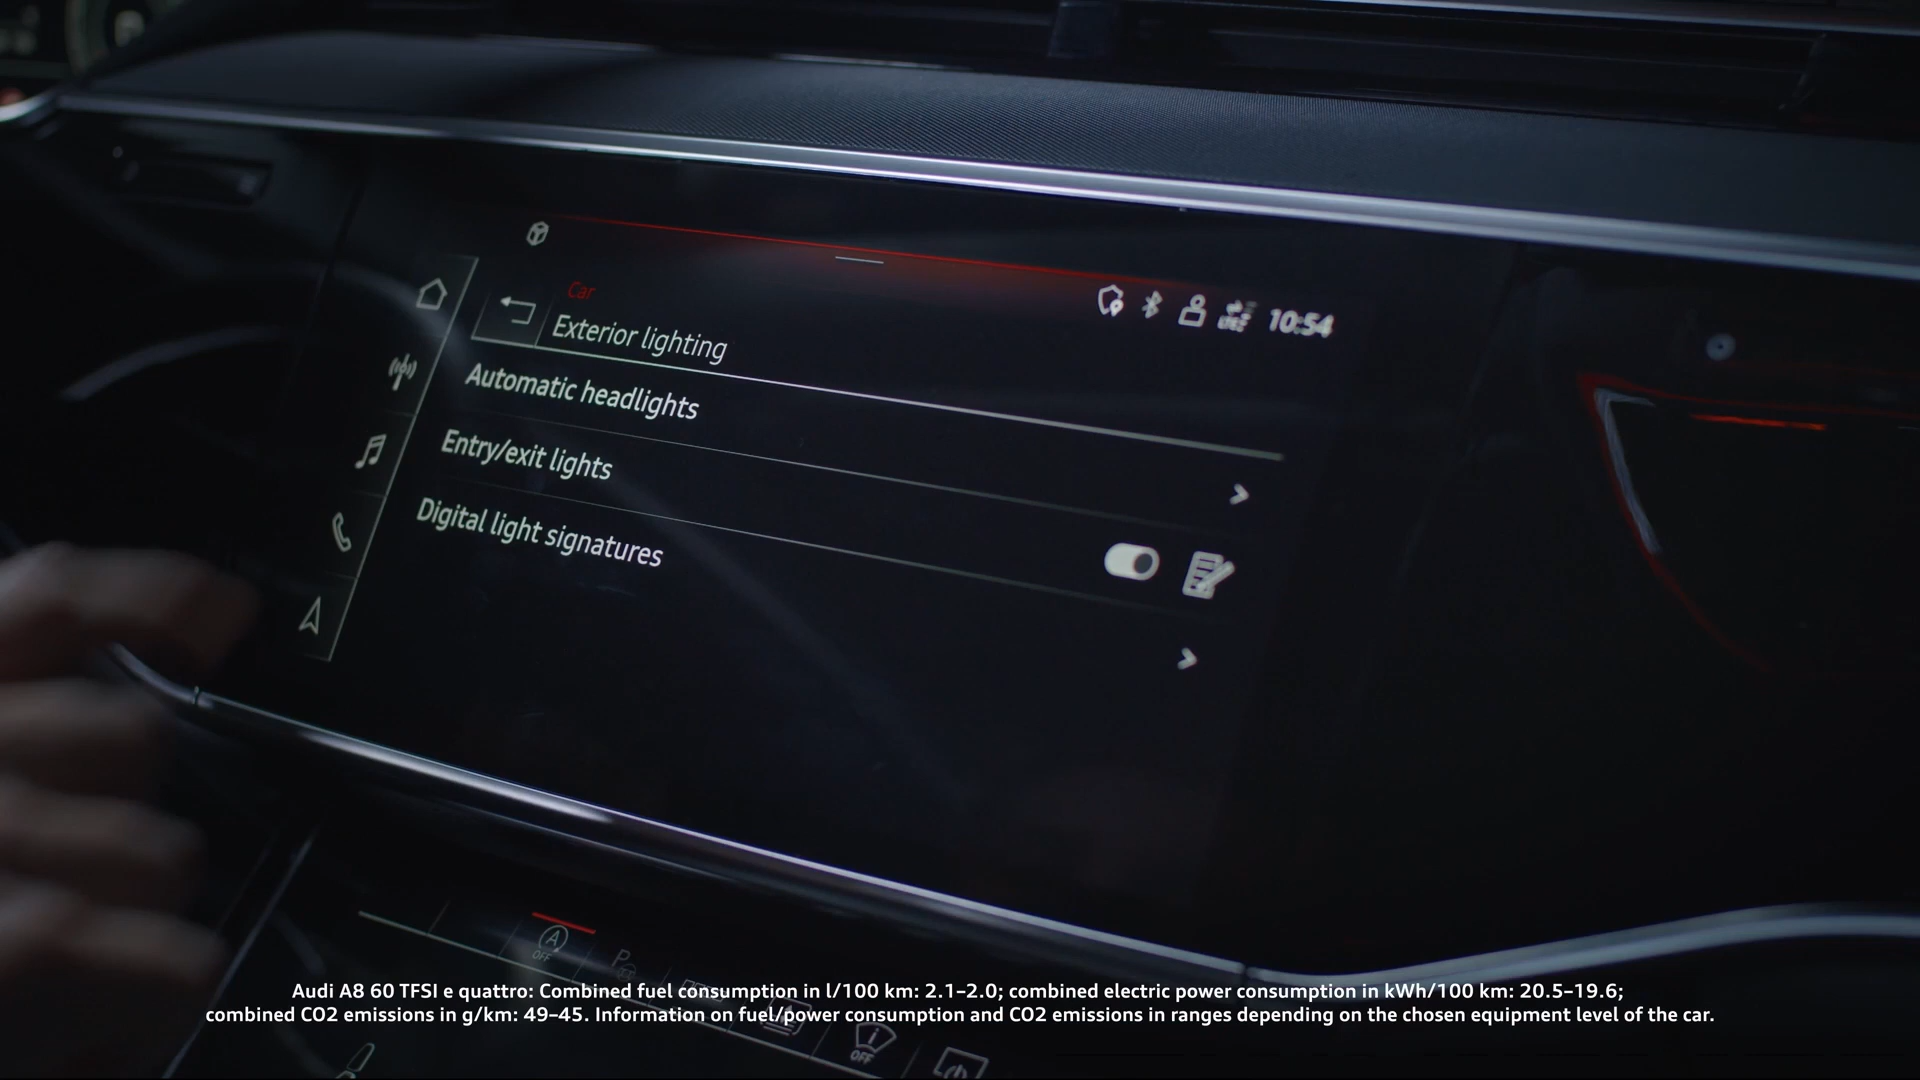 Car
Exterior lighting
10:54
Automatic headlights
Entry/exit lights
Digital light signatures
A
OFF
P
i
OFF
Audi A8 60 TFSI e quattro: Combined fuel consumption in l/100 km: 2.1–2.0; combined electric power consumption in kWh/100 km: 20.5–19.6;
combined CO2 emissions in g/km: 49–45. Information on fuel/power consumption and CO2 emissions in ranges depending on the chosen equipment level of the car.